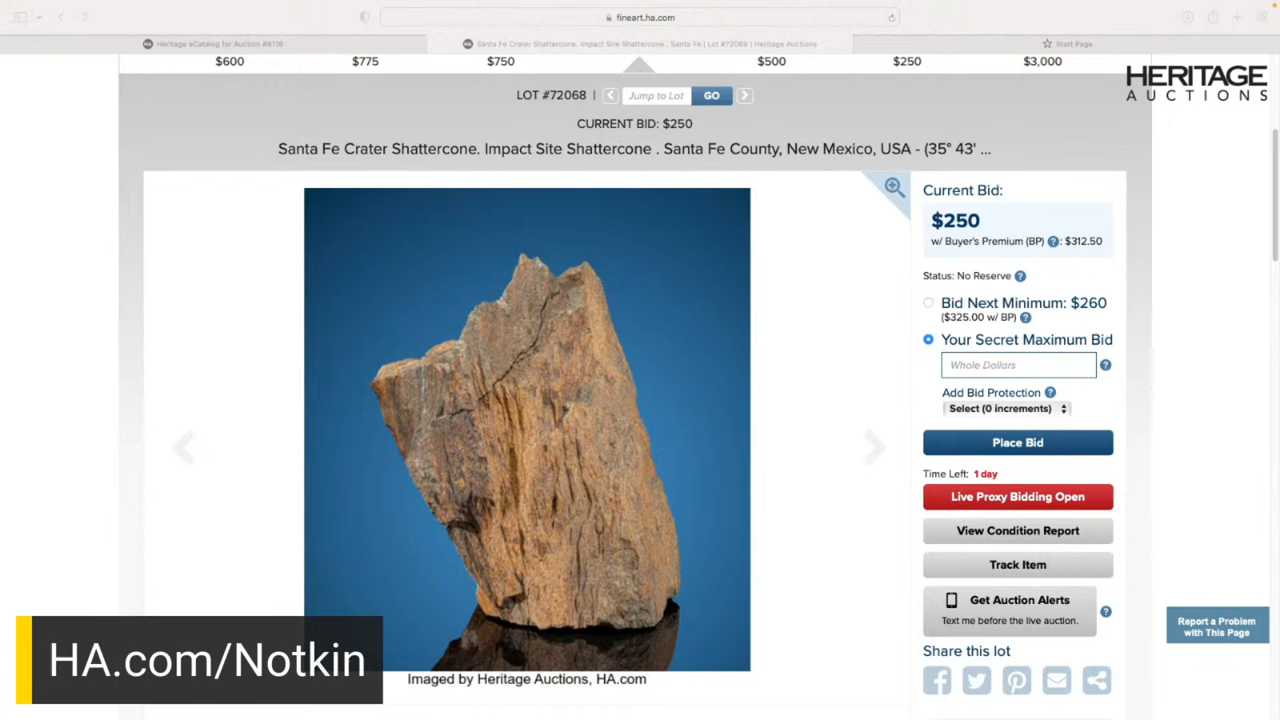 fineart.ha.com
Heritage eCatalog for Auction #8116
Santa Fe Crater Shattercone. Impact Site Shattercone . Santa Fe | Lot #72068 | Heritage Auctions
Start Page
$600 $775 $750 $500 $250 $3,000
HERITAGE
AUCTIONS
LOT #72068 | Jump to Lot GO
CURRENT BID: $250
Santa Fe Crater Shattercone. Impact Site Shattercone . Santa Fe County, New Mexico, USA - (35° 43' ...
Current Bid:
$250
w/ Buyer's Premium (BP) ? : $312.50
Status: No Reserve ?
Bid Next Minimum: $260
($325.00 w/ BP) ?
Your Secret Maximum Bid
Whole Dollars ?
Add Bid Protection ?
Select (0 increments)
Place Bid
Time Left: 1 day
Live Proxy Bidding Open
View Condition Report
Track Item
Get Auction Alerts
Text me before the live auction. ?
Share this lot
Report a Problem
with This Page
HA.com/Notkin
Imaged by Heritage Auctions, HA.com